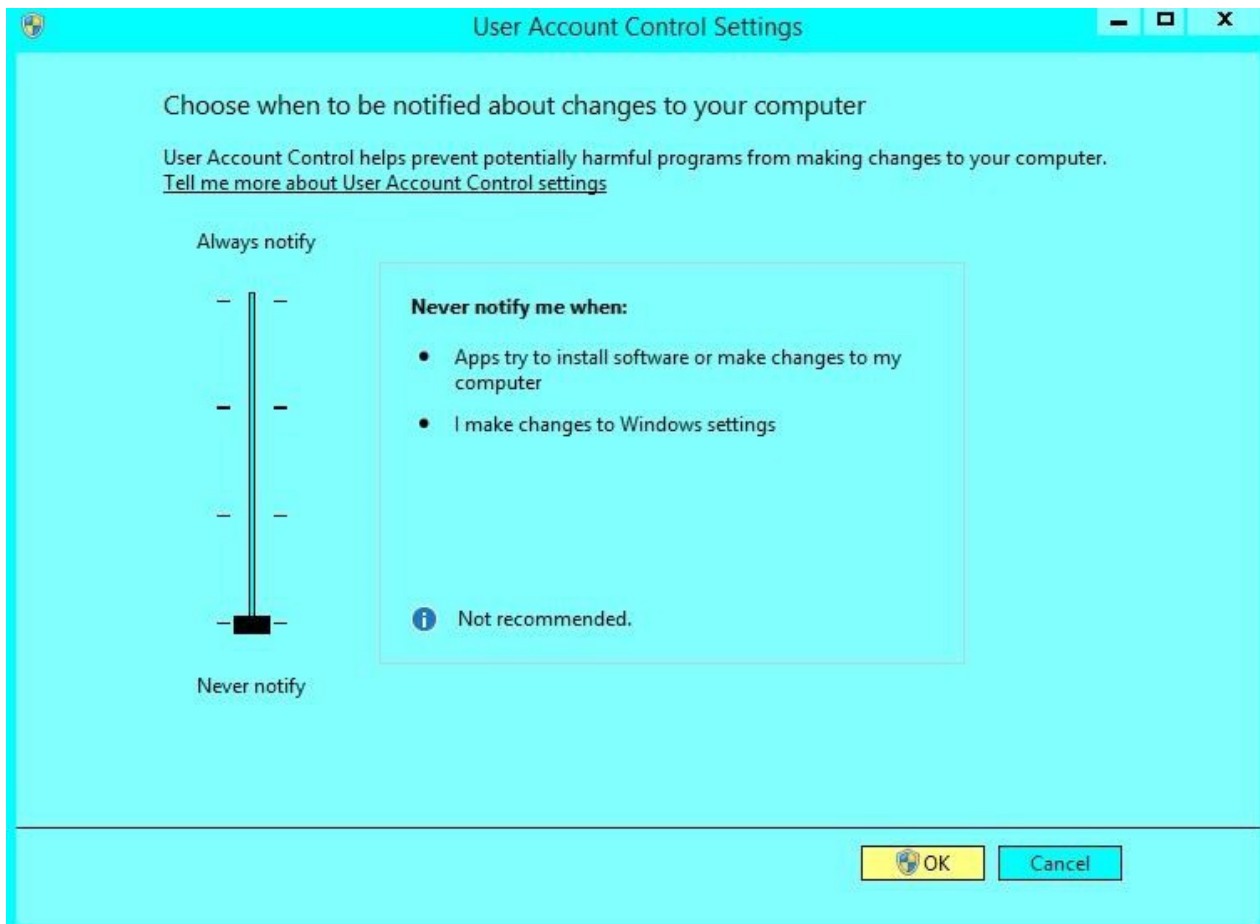 User Account Control Settings
Choose when to be notified about changes to your computer
User Account Control helps prevent potentially harmful programs from making changes to your computer.
Tell me more about User Account Control settings
Always notify
Never notify me when:
• Apps try to install software or make changes to my
computer
• I make changes to Windows settings
Not recommended.
Never notify
OK Cancel